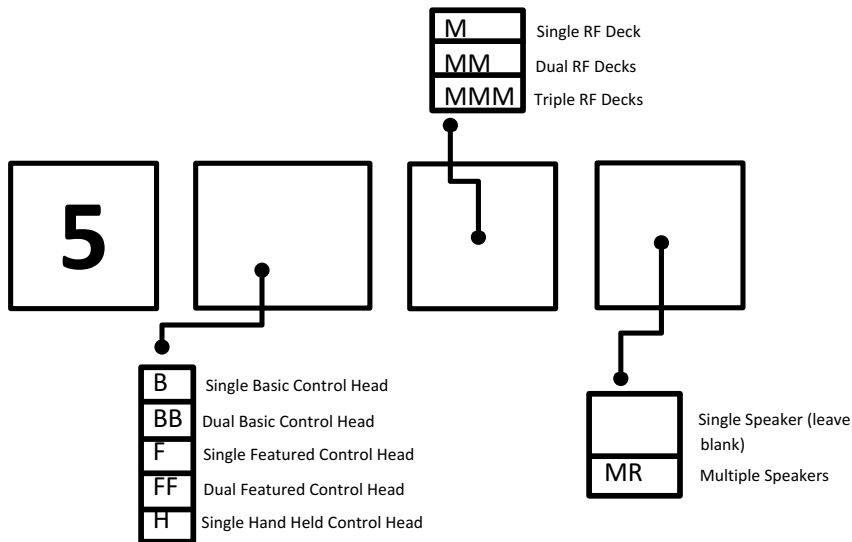 M Single RF Deck
MM Dual RF Decks
MMM Triple RF Decks
5
B Single Basic Control Head
BB Dual Basic Control Head
F Single Featured Control Head
FF Dual Featured Control Head
H Single Hand Held Control Head
Single Speaker (leave
blank)
MR Multiple Speakers